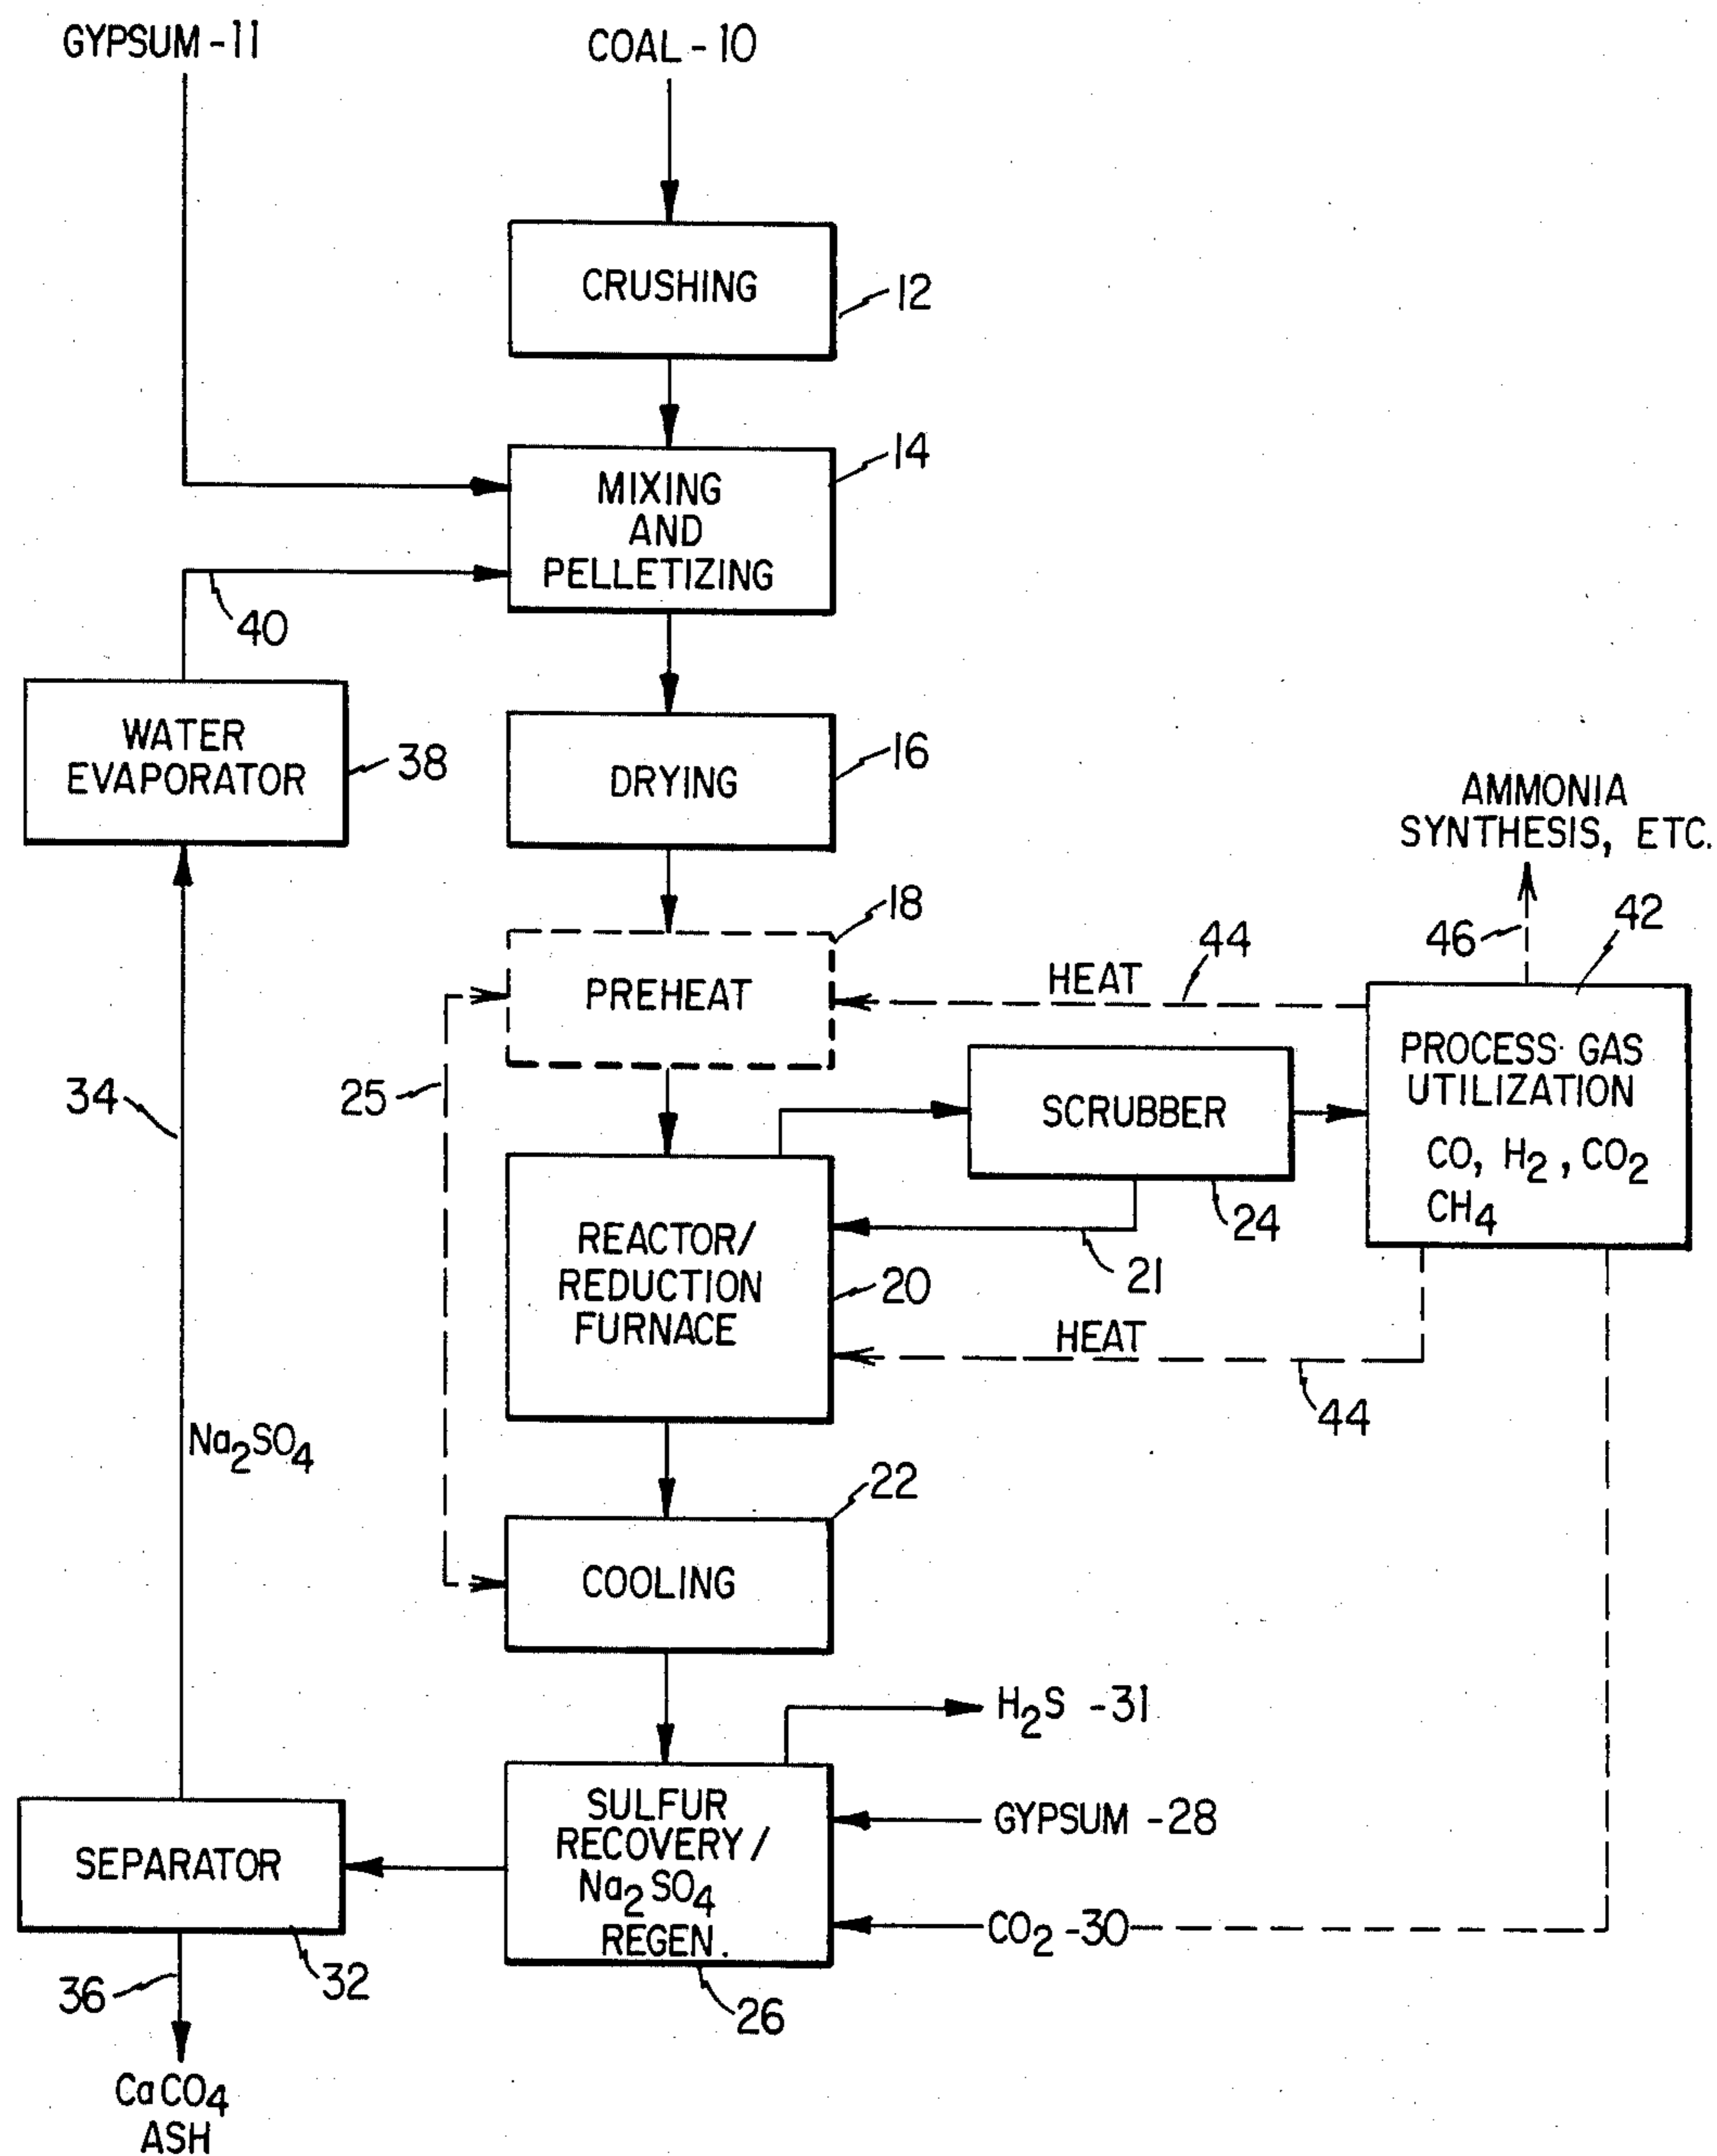 GYPSUM-11
COAL-10
CRUSHING
12
14
MIXING
AND
PELLETIZING
40
WATER
EVAPORATOR
38
16
DRYING
AMMONIA
SYNTHESIS, ETC.
18
46
42
PREHEAT
HEAT
44
PROCESS GAS
UTILIZATION
CO, H₂, CO₂
CH₄
34
25
SCRUBBER
24
21
REACTOR/
REDUCTION
FURNACE
20
HEAT
44
Na₂SO₄
22
COOLING
H₂S -31
SULFUR
RECOVERY/
Na₂SO₄
REGEN.
GYPSUM -28
CO₂-30
26
SEPARATOR
32
36
CaCO₄
ASH